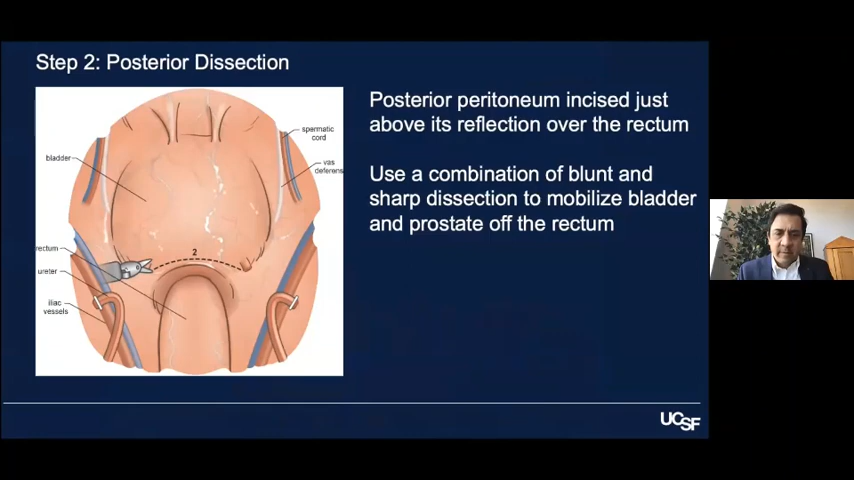 Step 2: Posterior Dissection
spermatic
cord
bladder
vas
deferens
2
rectum
ureter
iliac
vessels
Posterior peritoneum incised just
above its reflection over the rectum
Use a combination of blunt and
sharp dissection to mobilize bladder
and prostate off the rectum
UCSF